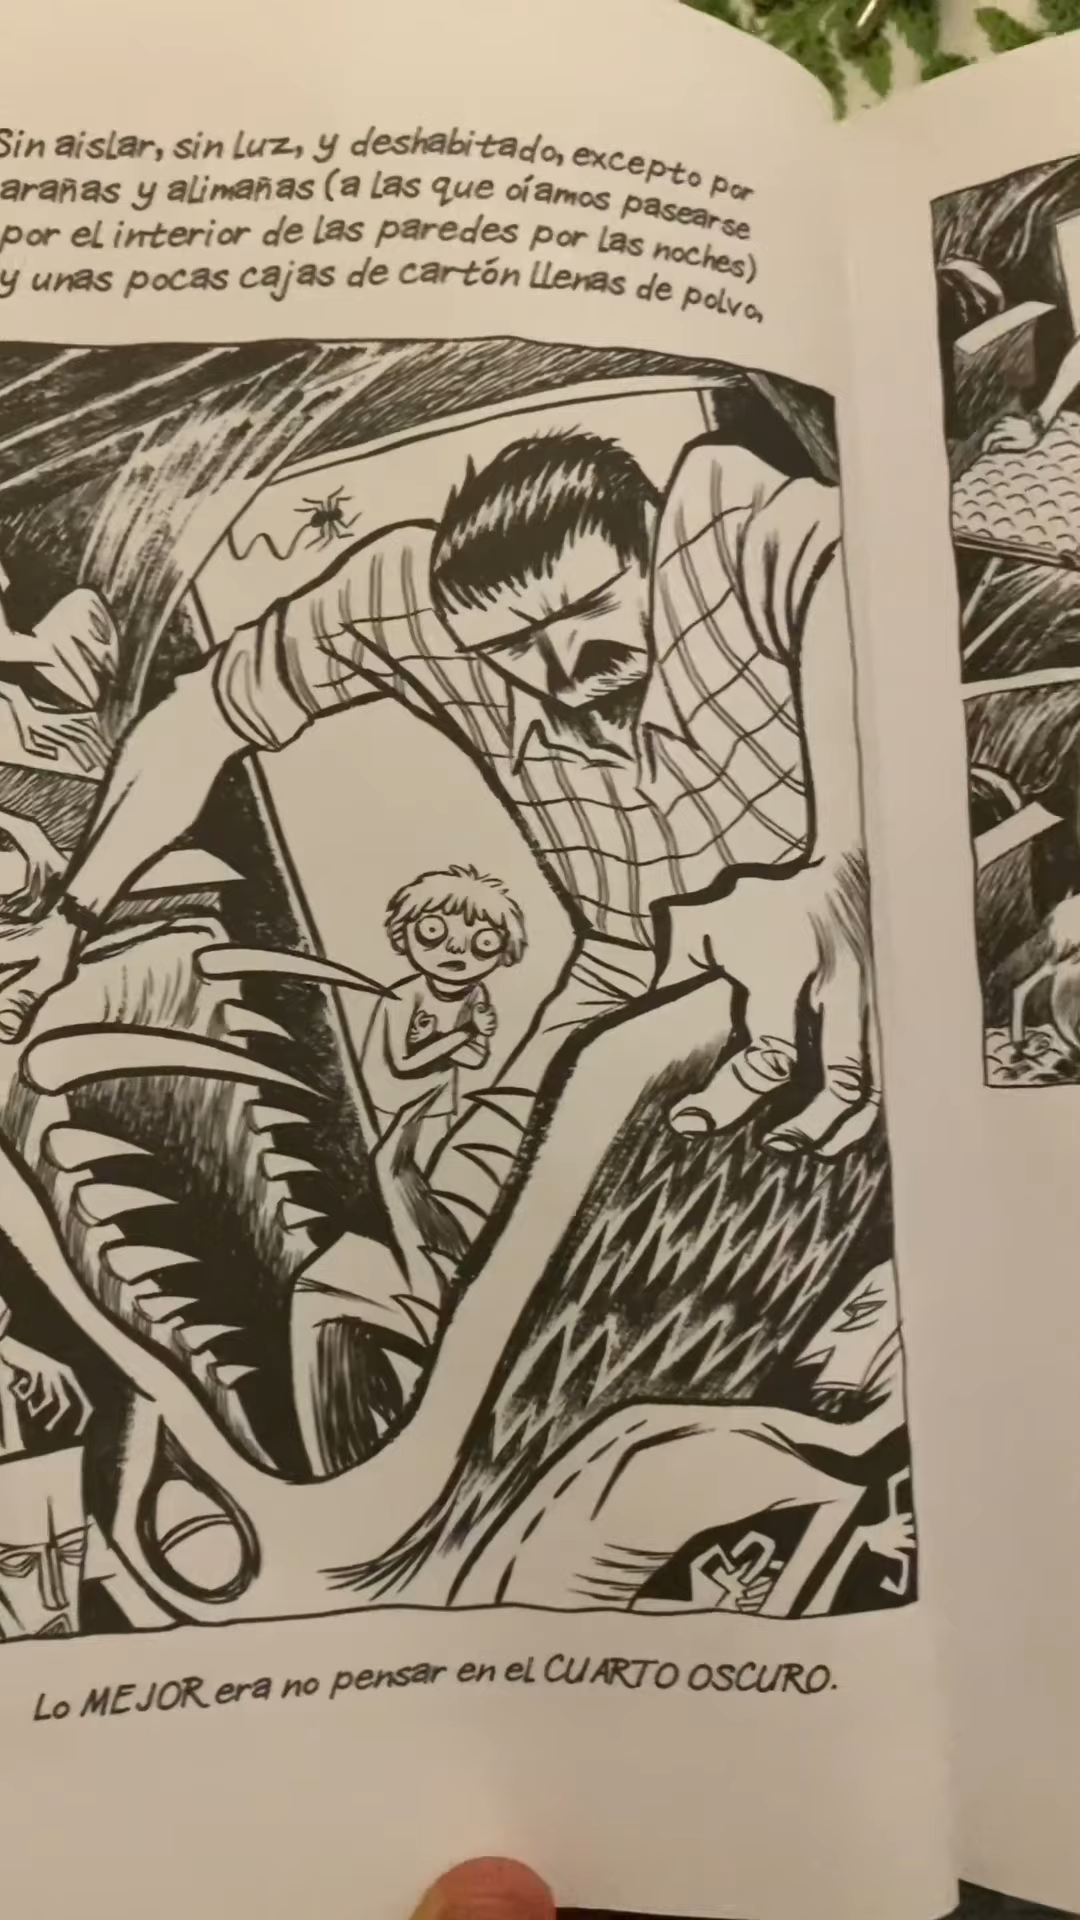 Sin aislar, sin luz, y deshabitado, excepto por
arañas y alimañas (a las que oíamos pasearse
por el interior de las paredes por las noches)
y unas pocas cajas de cartón llenas de polvo,
Lo MEJOR era no pensar en el CUARTO OSCURO.